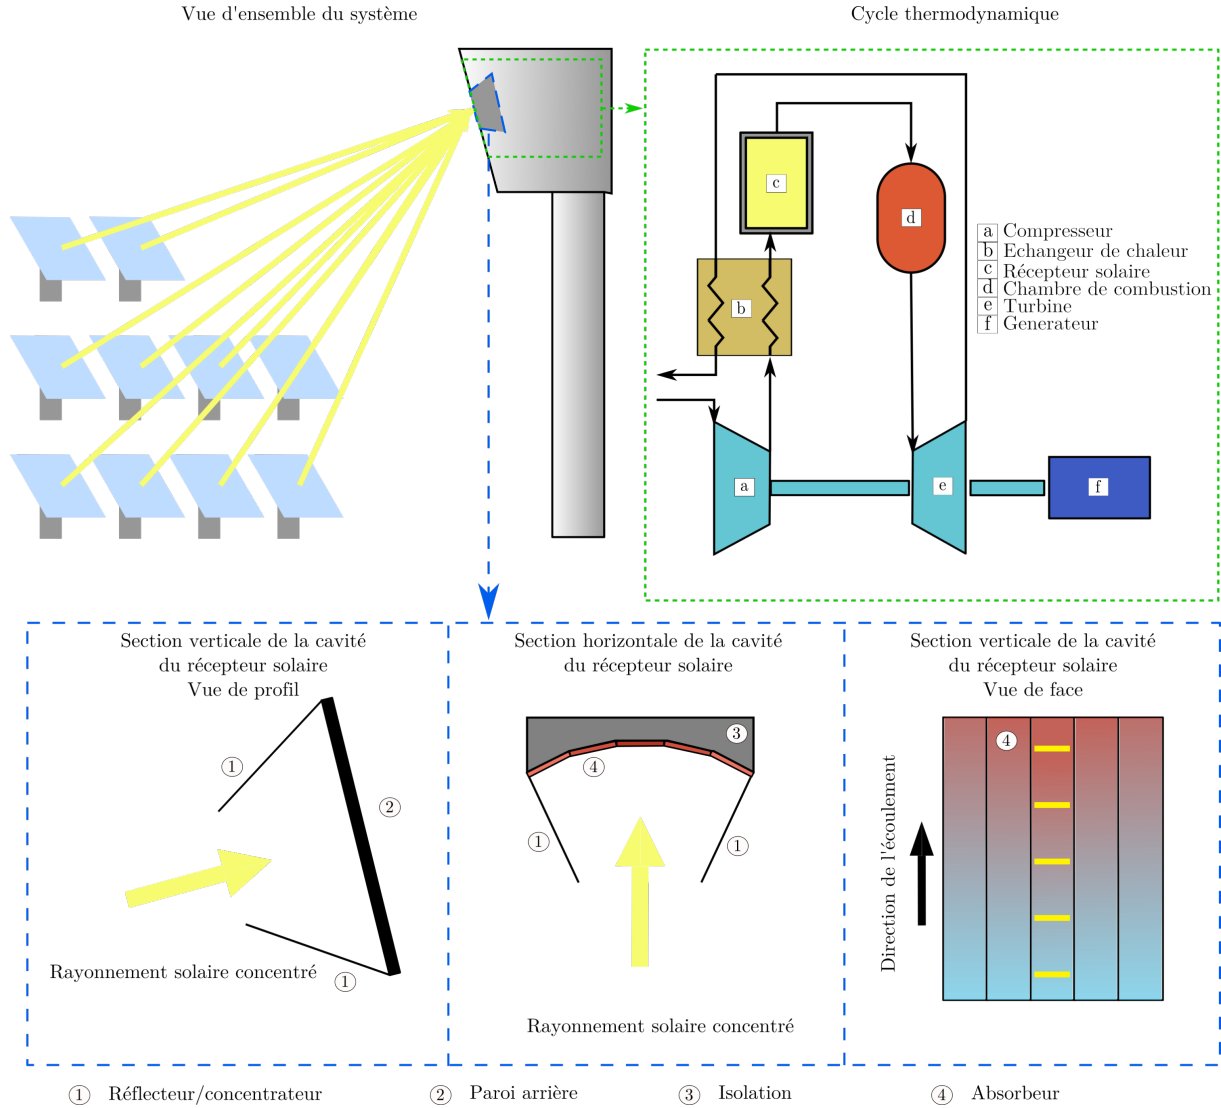 Vue d'ensemble du système
Cycle thermodynamique
c
d
b
a Compresseur
b Echangeur de chaleur
c Récepteur solaire
d Chambre de combustion
e Turbine
f Generateur
a
e
f
Section verticale de la cavité
du récepteur solaire
Vue de profil
1
2
Rayonnement solaire concentré
1
Section horizontale de la cavité
du récepteur solaire
3
4
1
1
Rayonnement solaire concentré
Section verticale de la cavité
du récepteur solaire
Vue de face
4
Direction de l'écoulement
1 Réflecteur/concentrateur
2 Paroi arrière
3 Isolation
4 Absorbeur